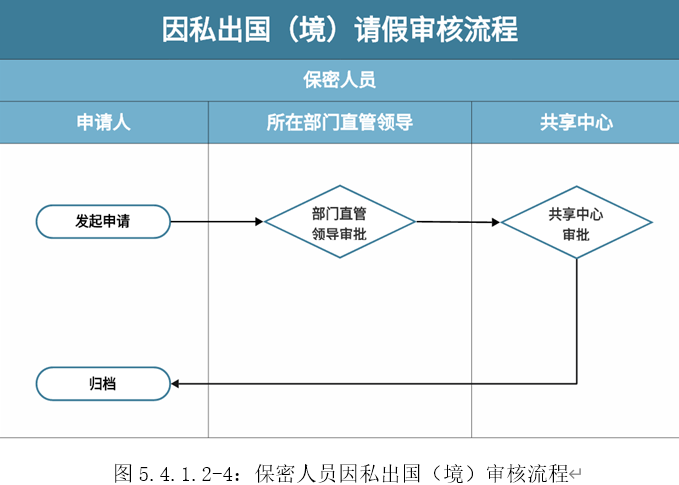 因私出国（境）请假审核流程
保密人员
申请人
所在部门直管领导
共享中心
发起申请
部门直管
领导审批
共享中心
审批
归档
图 5.4.1.2-4：保密人员因私出国（境）审核流程↵